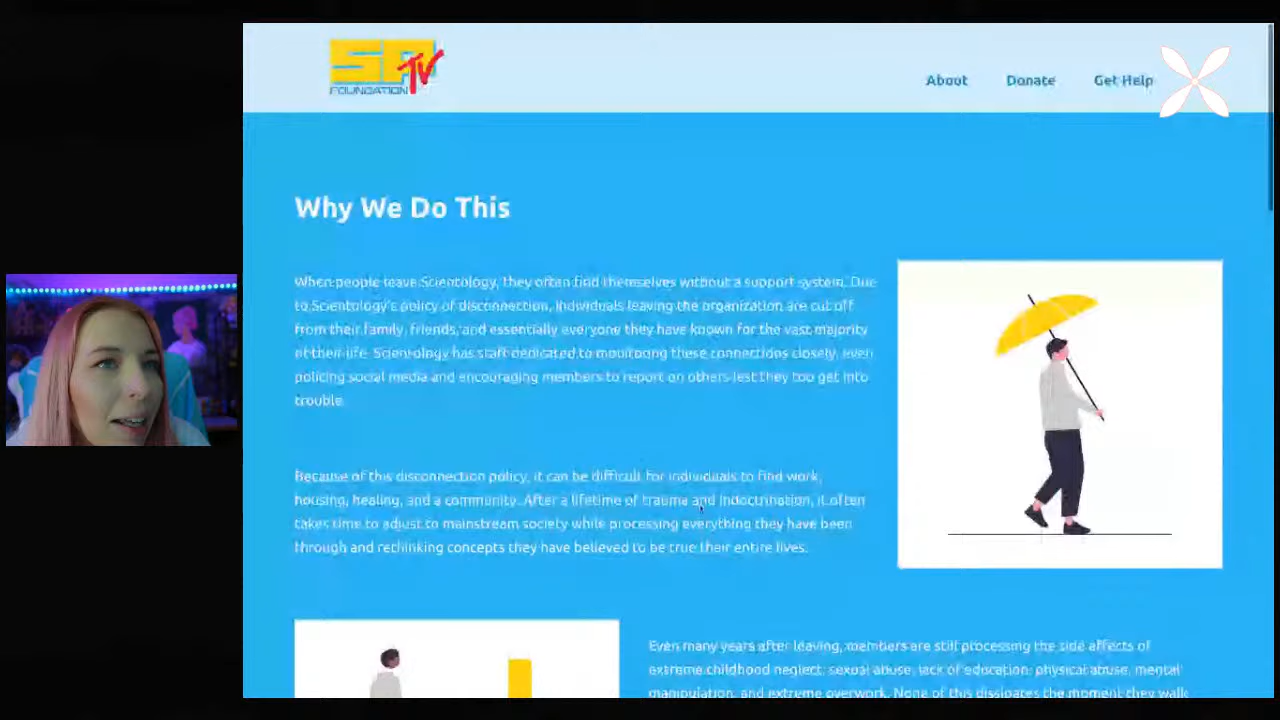 SPTV
FOUNDATION
About Donate Get Help
Why We Do This
When people leave Scientology, they often find themselves without a support system. Due
to Scientology's policy of disconnection, individuals leaving the organization are cut off
from their family, friends, and essentially everyone they have known for the vast majority
of their life. Scientology has staff dedicated to monitoring these connections closely, even
policing social media and encouraging members to report on others lest they too get into
trouble.
Because of this disconnection policy, it can be difficult for individuals to find work,
housing, healing, and a community. After a lifetime of trauma and indoctrination, it often
takes time to adjust to mainstream society while processing everything they have been
through and rethinking concepts they have believed to be true their entire lives.
Even many years after leaving, members are still processing the side affects of
extreme childhood neglect, sexual abuse, lack of education, physical abuse, mental
manipulation, and extreme overwork. None of this dissipates the moment they walk